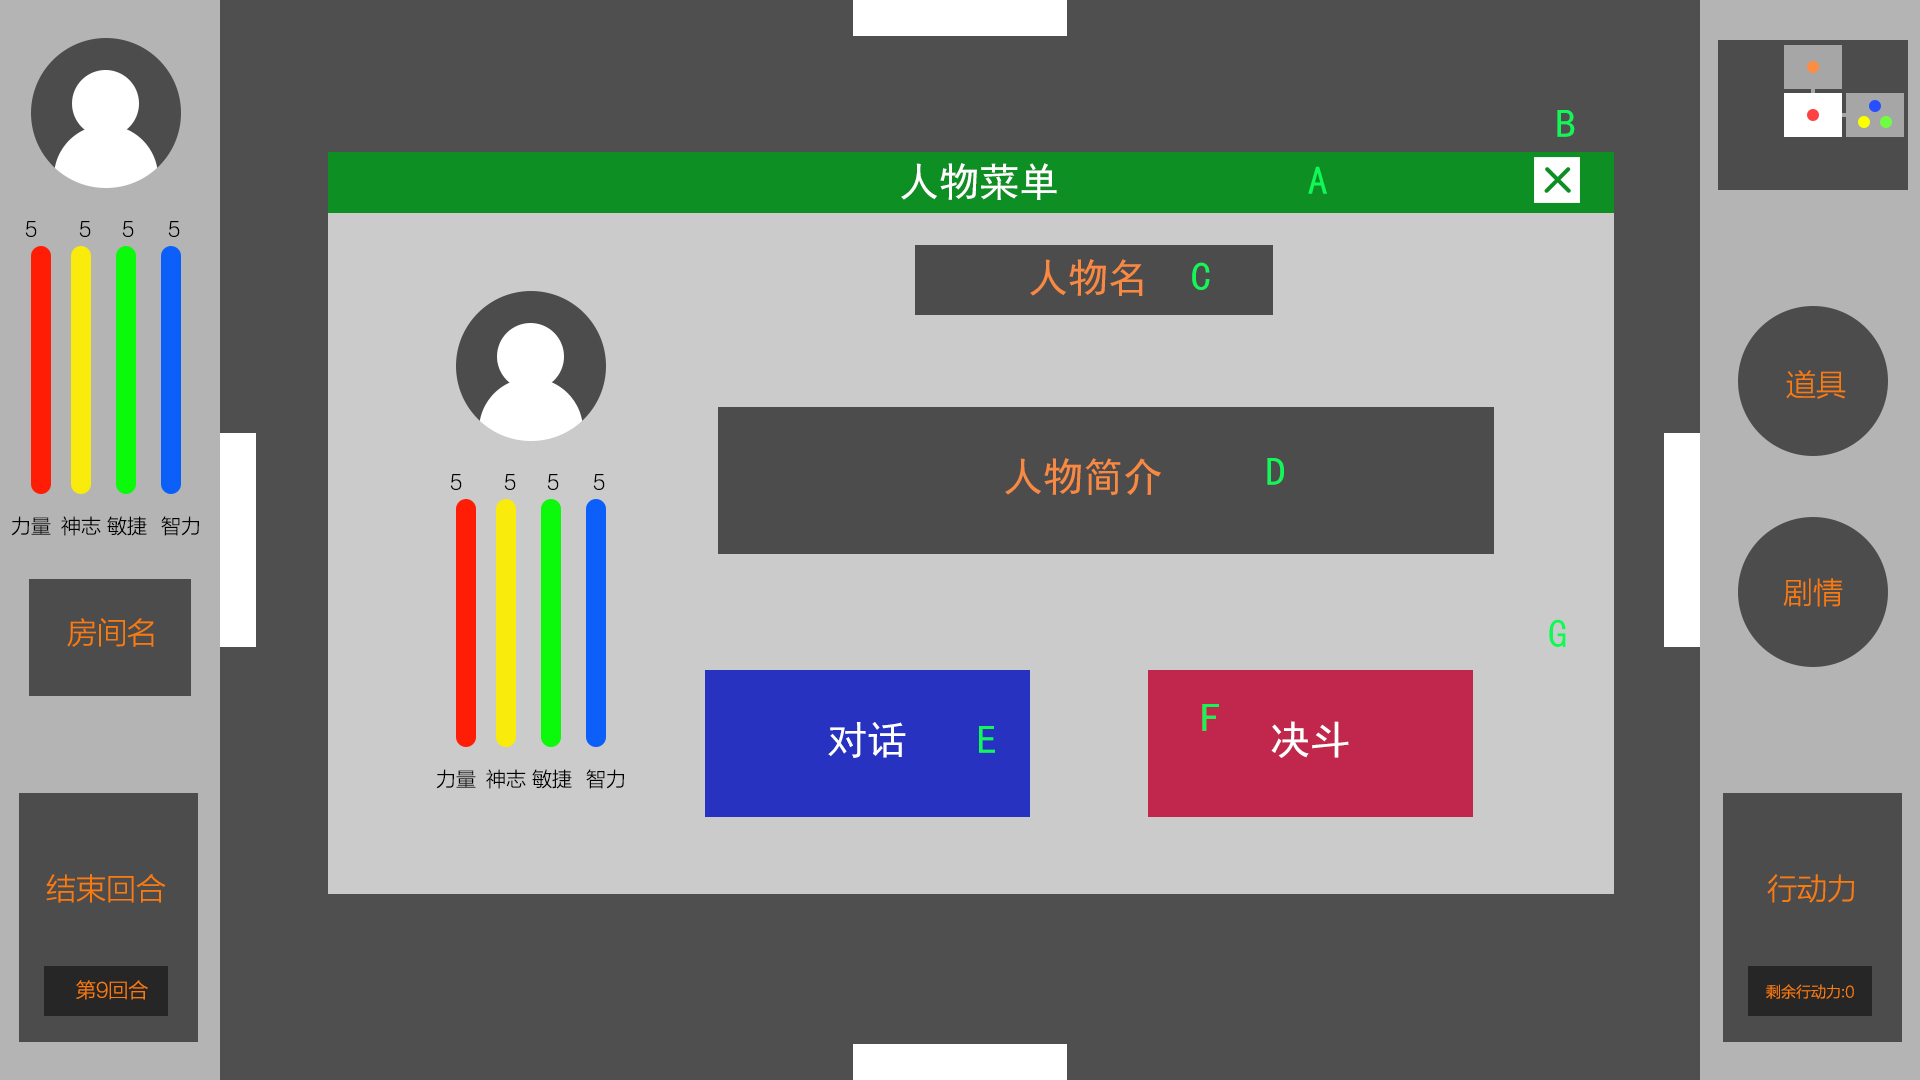 5 5 5 5
力量 神志 敏捷 智力
房间名
结束回合
第9回合
B
人物菜单 A
人物名 C
人物简介 D
5 5 5 5
力量 神志 敏捷 智力
G
对话 E
F 决斗
道具
剧情
行动力
剩余行动力:0